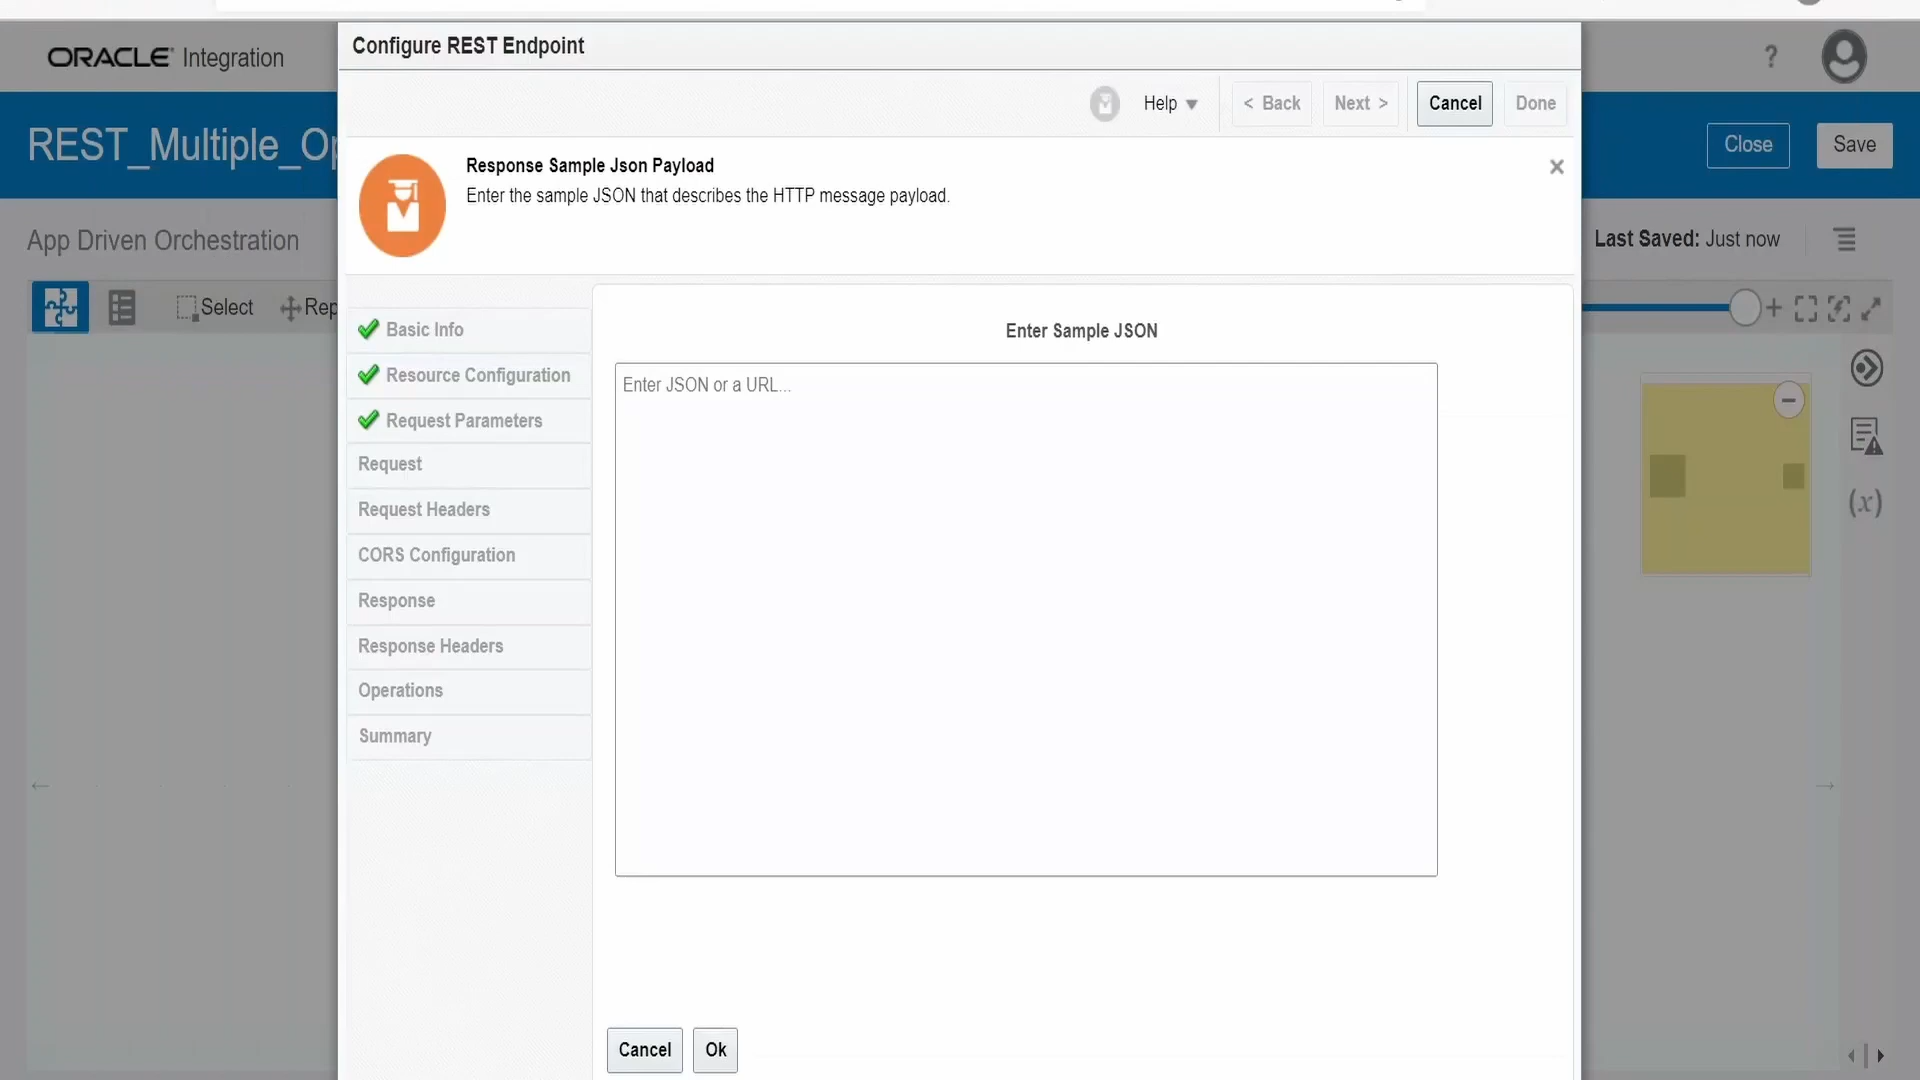 Configure REST Endpoint
ORACLE Integration
?
Help
< Back
Next >
Cancel
Done
REST_Multiple_Op
Close
Save
Response Sample Json Payload
Enter the sample JSON that describes the HTTP message payload.
App Driven Orchestration
Last Saved: Just now
Select
Rep
Basic Info
Resource Configuration
Request Parameters
Request
Request Headers
CORS Configuration
Response
Response Headers
Operations
Summary
Enter Sample JSON
Enter JSON or a URL...
(x)
Cancel
Ok